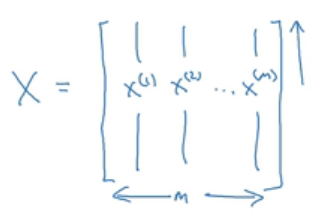 X = [x⁽¹⁾ x⁽²⁾ ... x⁽ᵐ⁾]
m